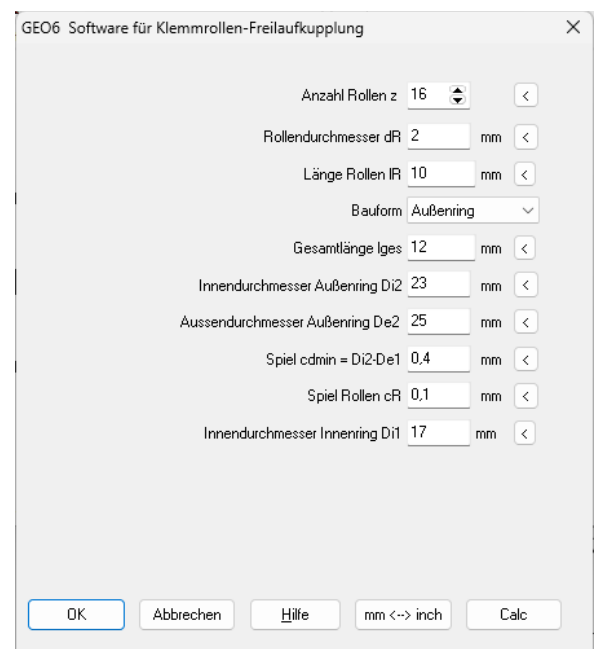 GEO6 Software für Klemmrollen-Freilaufkupplung
Anzahl Rollen z 16 <
Rollendurchmesser dR 2 mm <
Länge Rollen lR 10 mm <
Bauform Außenring
Gesamtlänge lges 12 mm <
Innendurchmesser Außenring Di2 23 mm <
Aussendurchmesser Außenring De2 25 mm <
Spiel cdmin = Di2-De1 0,4 mm <
Spiel Rollen cR 0,1 mm <
Innendurchmesser Innenring Di1 17 mm <
OK Abbrechen Hilfe mm <--> inch Calc